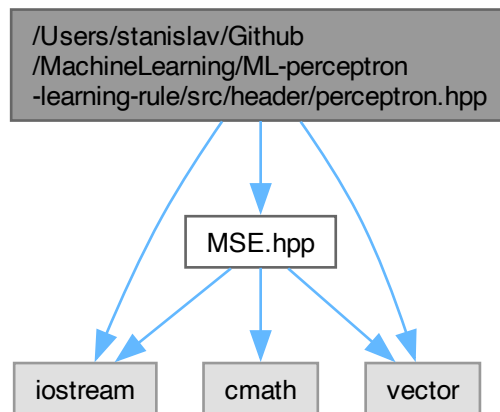 /Users/stanislav/Github
/MachineLearning/ML-perceptron
-learning-rule/src/header/perceptron.hpp
MSE.hpp
iostream
cmath
vector